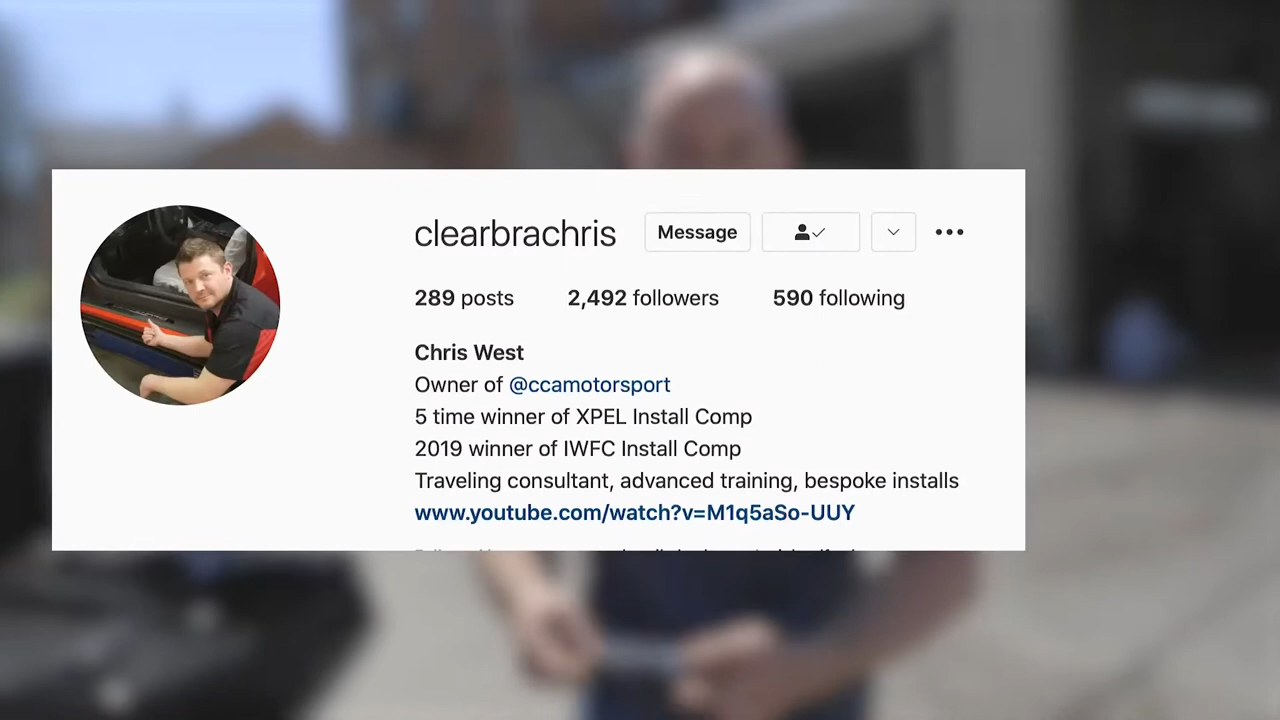 clearbrachris Message
289 posts 2,492 followers 590 following
Chris West
Owner of @ccamotorsport
5 time winner of XPEL Install Comp
2019 winner of IWFC Install Comp
Traveling consultant, advanced training, bespoke installs
www.youtube.com/watch?v=M1q5aSo-UUY